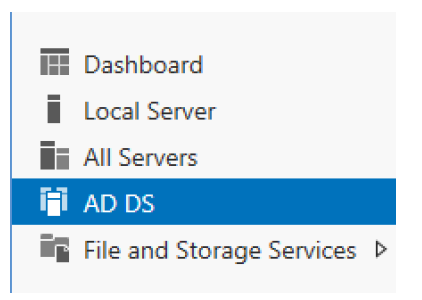 Dashboard
Local Server
All Servers
AD DS
File and Storage Services